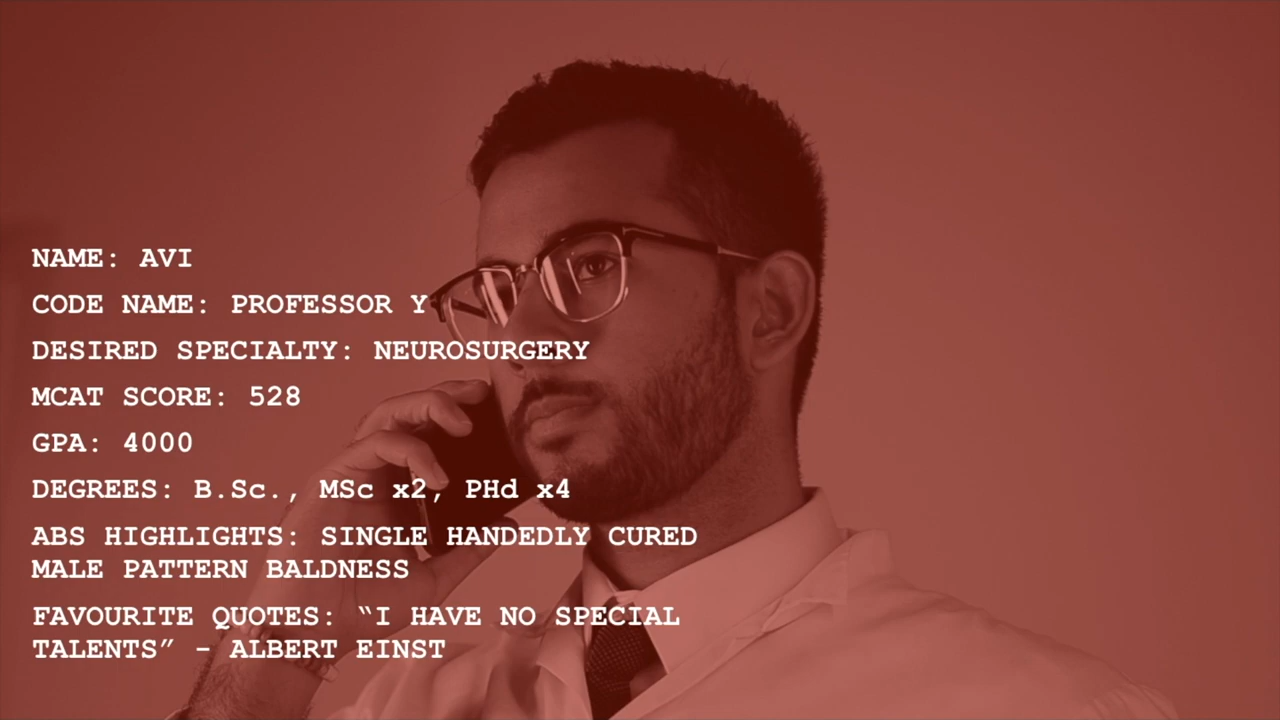 NAME: AVI
CODE NAME: PROFESSOR Y
DESIRED SPECIALTY: NEUROSURGERY
MCAT SCORE: 528
GPA: 4000
DEGREES: B.Sc., MSc x2, PHd x4
ABS HIGHLIGHTS: SINGLE HANDEDLY CURED
MALE PATTERN BALDNESS
FAVOURITE QUOTES: “I HAVE NO SPECIAL
TALENTS” - ALBERT EINST